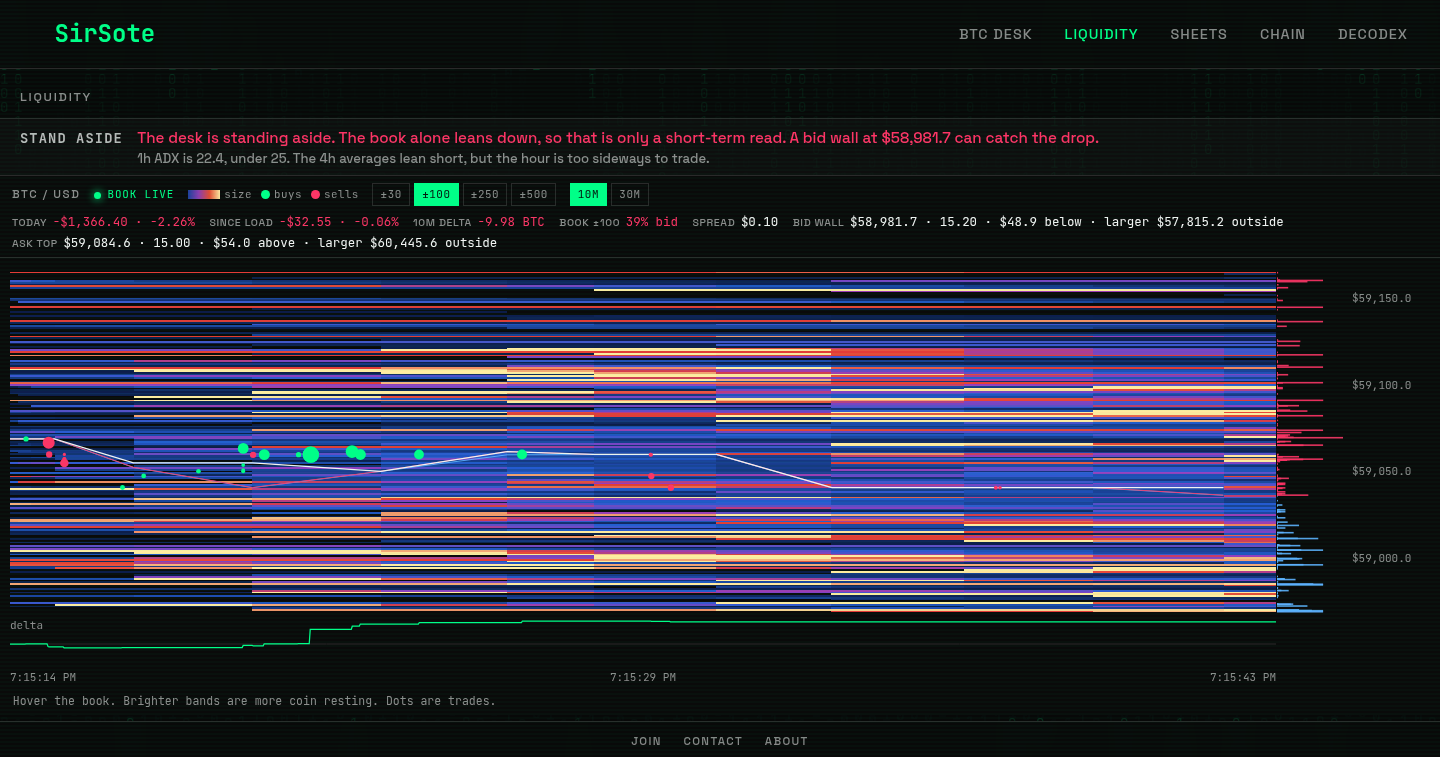 SirSote
BTC DESK LIQUIDITY SHEETS CHAIN DECODEX
LIQUIDITY
STAND ASIDE The desk is standing aside. The book alone leans down, so that is only a short-term read. A bid wall at $58,981.7 can catch the drop.
1h ADX is 22.4, under 25. The 4h averages lean short, but the hour is too sideways to trade.
BTC / USD BOOK LIVE size buys sells ±30 ±100 ±250 ±500 10M 30M
TODAY -$1,366.40 · -2.26% SINCE LOAD -$32.55 · -0.06% 10M DELTA -9.98 BTC BOOK ±100 39% bid SPREAD $0.10 BID WALL $58,981.7 · 15.20 · $48.9 below · larger $57,815.2 outside
ASK TOP $59,084.6 · 15.00 · $54.0 above · larger $60,445.6 outside
$59,150.0
$59,100.0
$59,050.0
$59,000.0
delta
7:15:14 PM 7:15:29 PM 7:15:43 PM
Hover the book. Brighter bands are more coin resting. Dots are trades.
JOIN CONTACT ABOUT